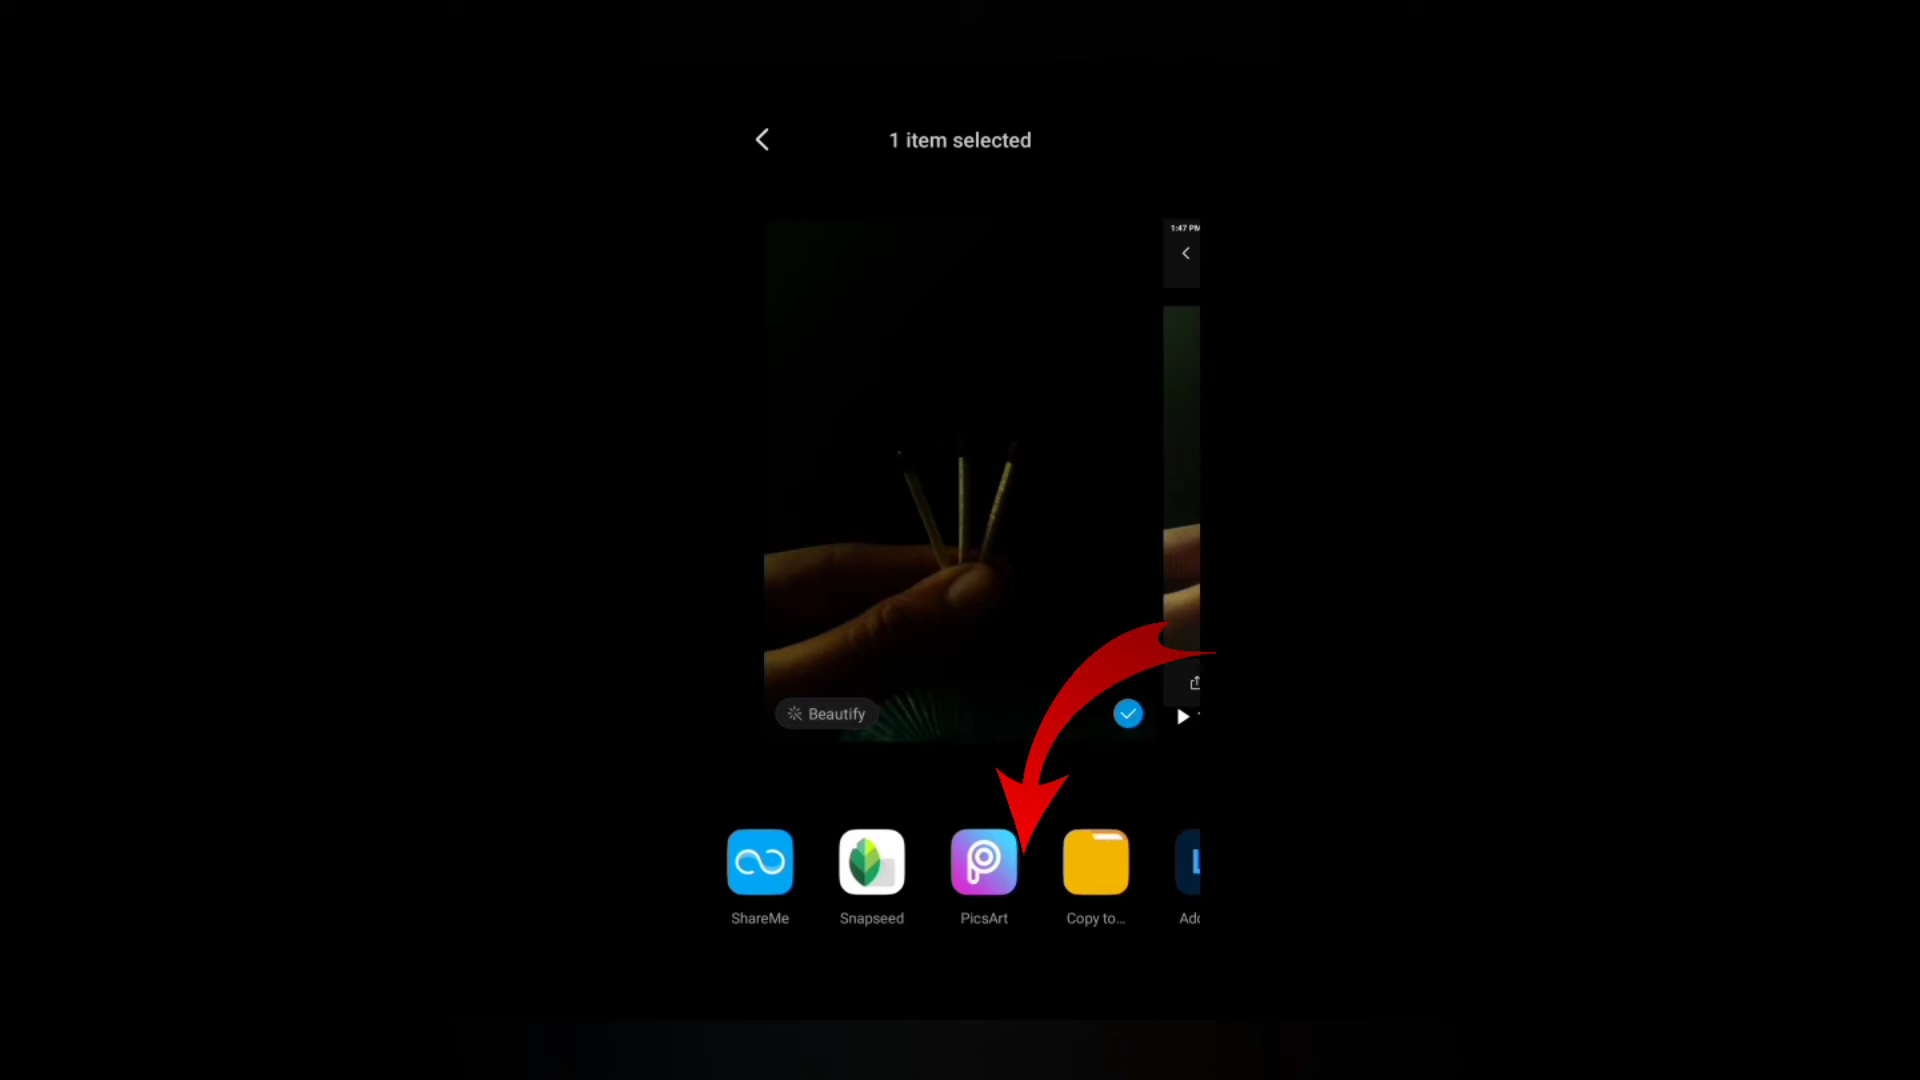 1 item selected
1:47 PM
Beautify
ShareMe
Snapseed
PicsArt
Copy to...